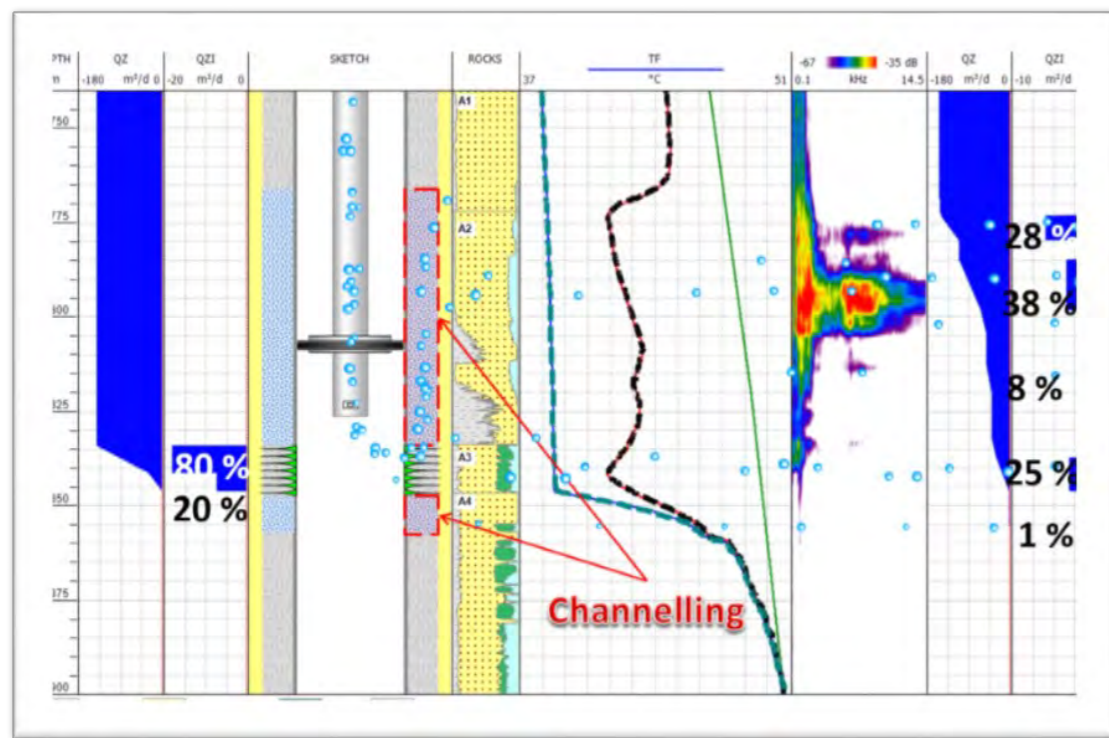 PTH QZ QZI SKETCH ROCKS TF QZ QZI
m -180 m³/d 0 -20 m³/d 0 37 °C 51 -67 -35 dB 0.1 kHz 14.5 -180 m³/d 0 -10 m³/d
A1
750
775
A2
28 %
800
38 %
8 %
825
A3
80 %
25 %
850
A4
20 %
1 %
875
Channelling
900